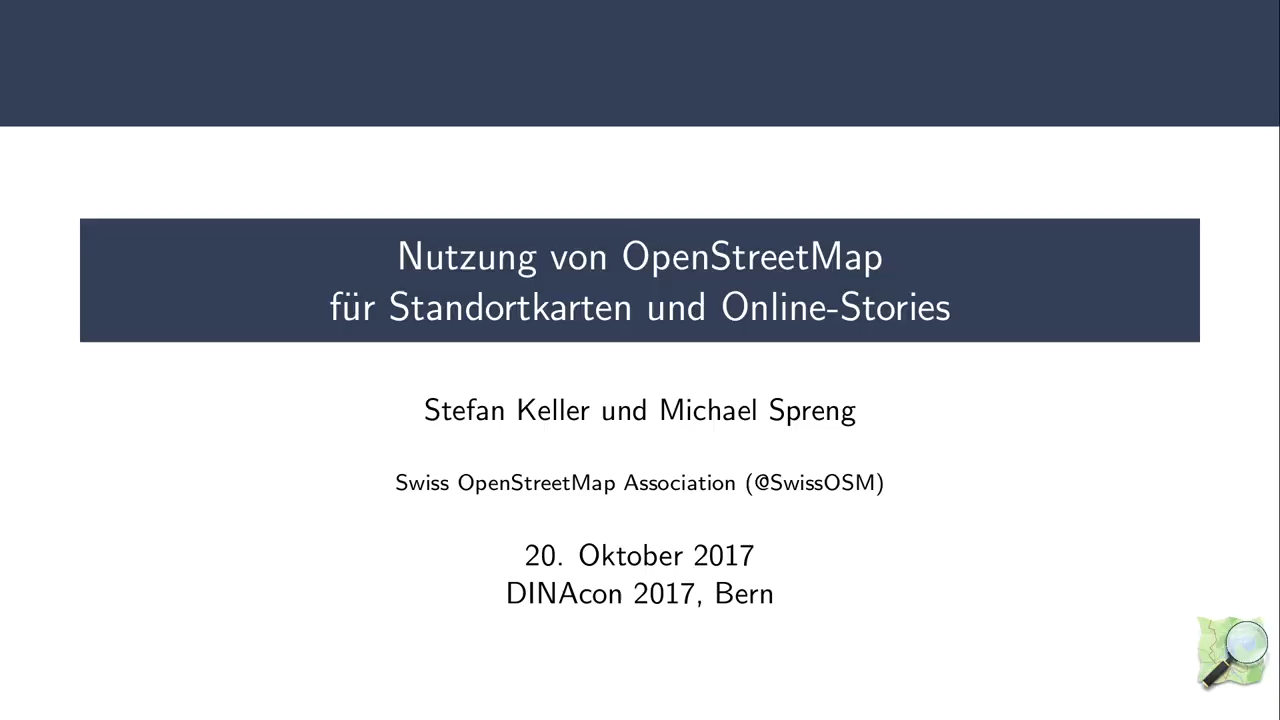 Nutzung von OpenStreetMap
für Standortkarten und Online-Stories
Stefan Keller und Michael Spreng
Swiss OpenStreetMap Association (@SwissOSM)
20. Oktober 2017
DINAcon 2017, Bern